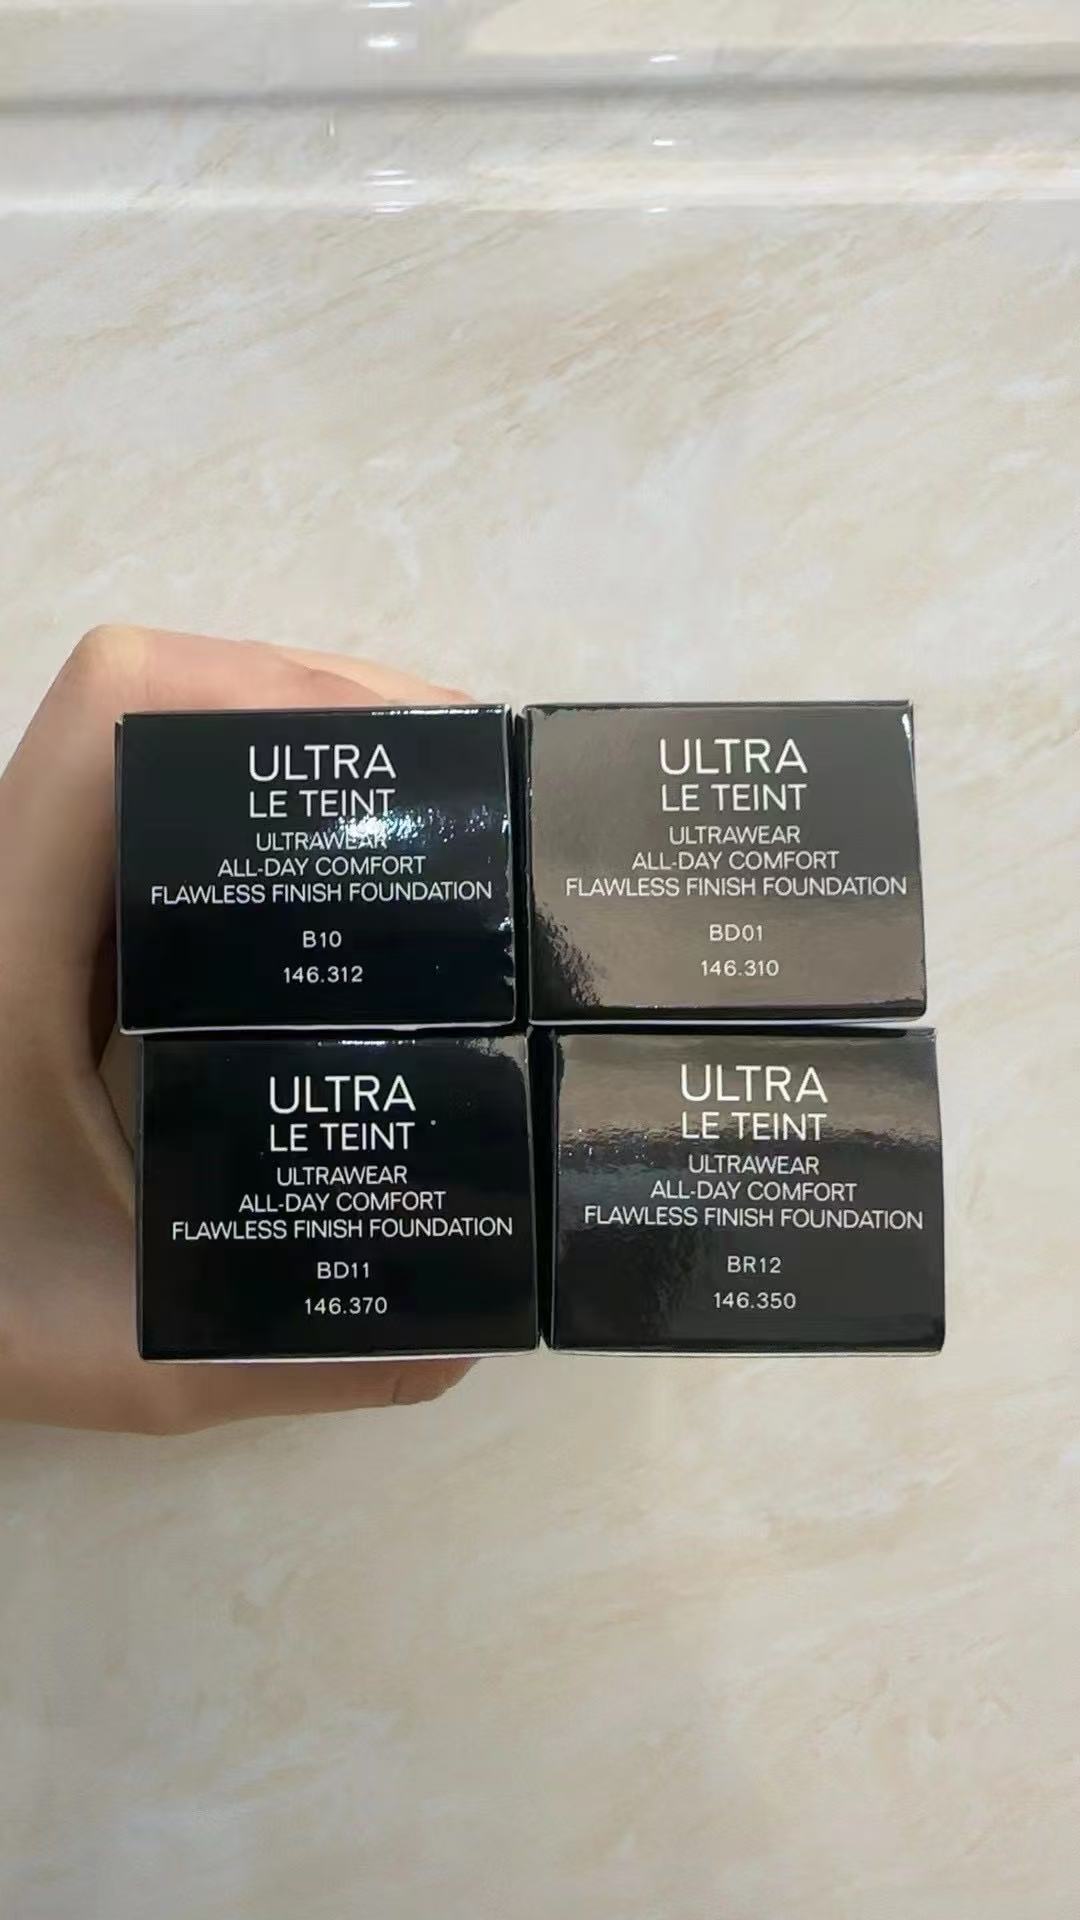 ULTRA
LE TEINT
ULTRAWEAR
ALL-DAY COMFORT
FLAWLESS FINISH FOUNDATION
B10
146.312
ULTRA
LE TEINT
ULTRAWEAR
ALL-DAY COMFORT
FLAWLESS FINISH FOUNDATION
BD01
146.310
ULTRA
LE TEINT
ULTRAWEAR
ALL-DAY COMFORT
FLAWLESS FINISH FOUNDATION
BD11
146.370
ULTRA
LE TEINT
ULTRAWEAR
ALL-DAY COMFORT
FLAWLESS FINISH FOUNDATION
BR12
146.350